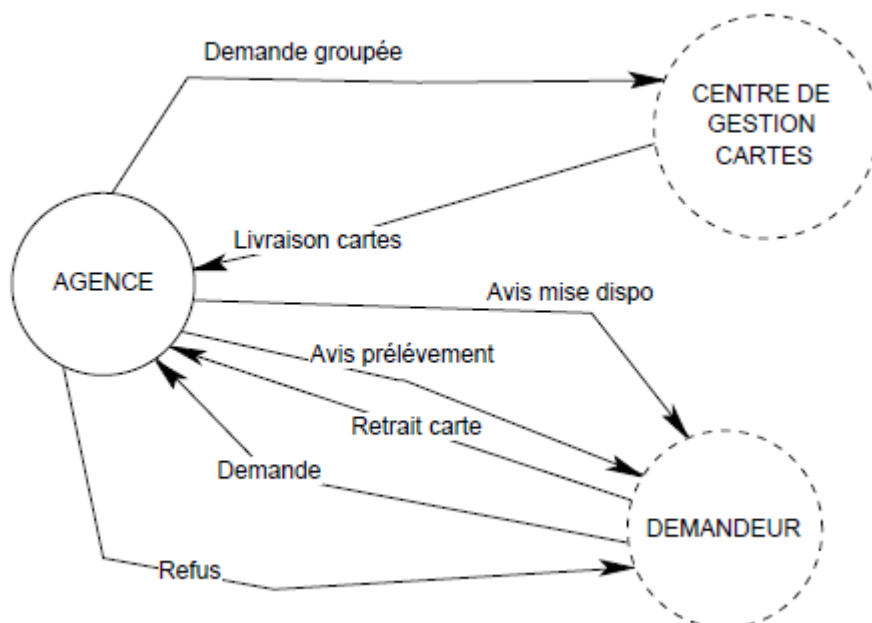 Demande groupée
CENTRE DE
GESTION
CARTES
Livraison cartes
AGENCE
Avis mise dispo
Avis prélévement
Retrait carte
Demande
DEMANDEUR
Refus